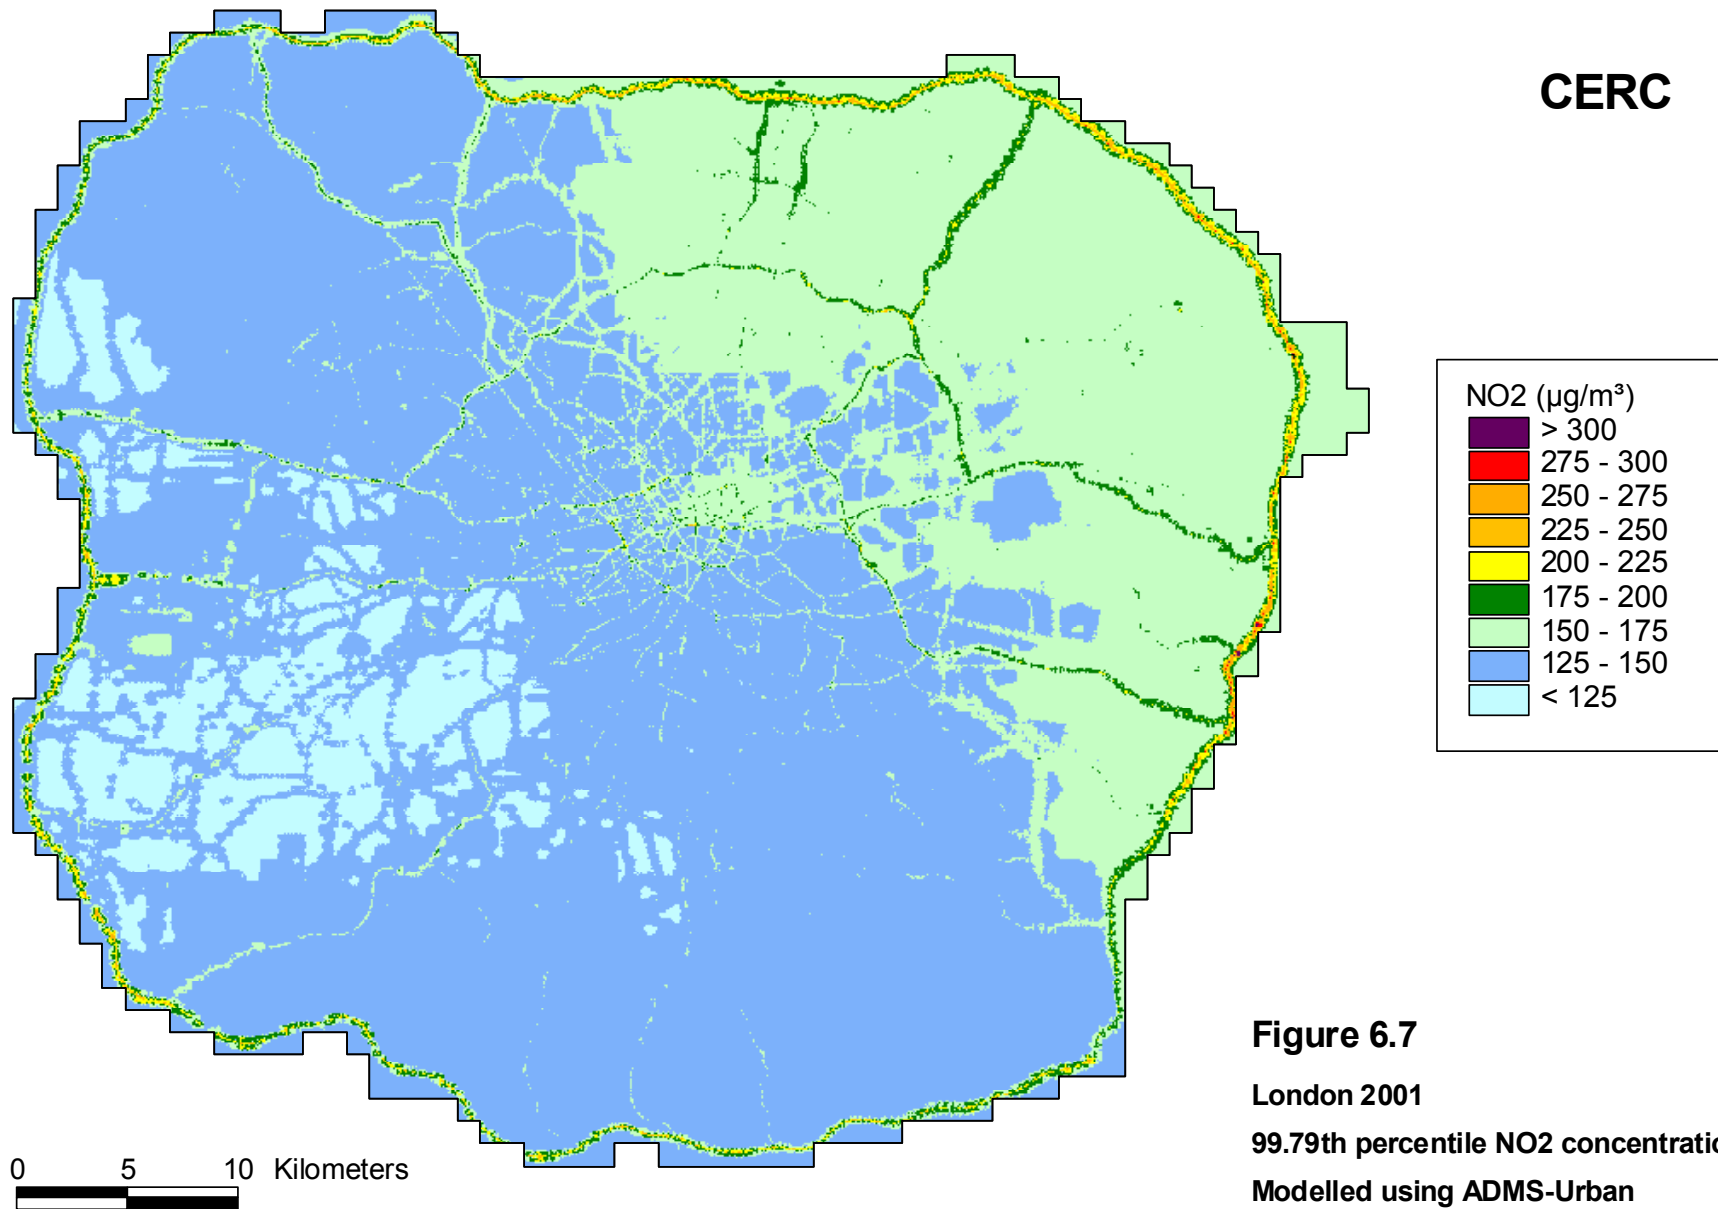 CERC
NO2 (µg/m³)
> 300
275 - 300
250 - 275
225 - 250
200 - 225
175 - 200
150 - 175
125 - 150
< 125
Figure 6.7
London 2001
99.79th percentile NO2 concentratio
Modelled using ADMS-Urban
0 5 10 Kilometers